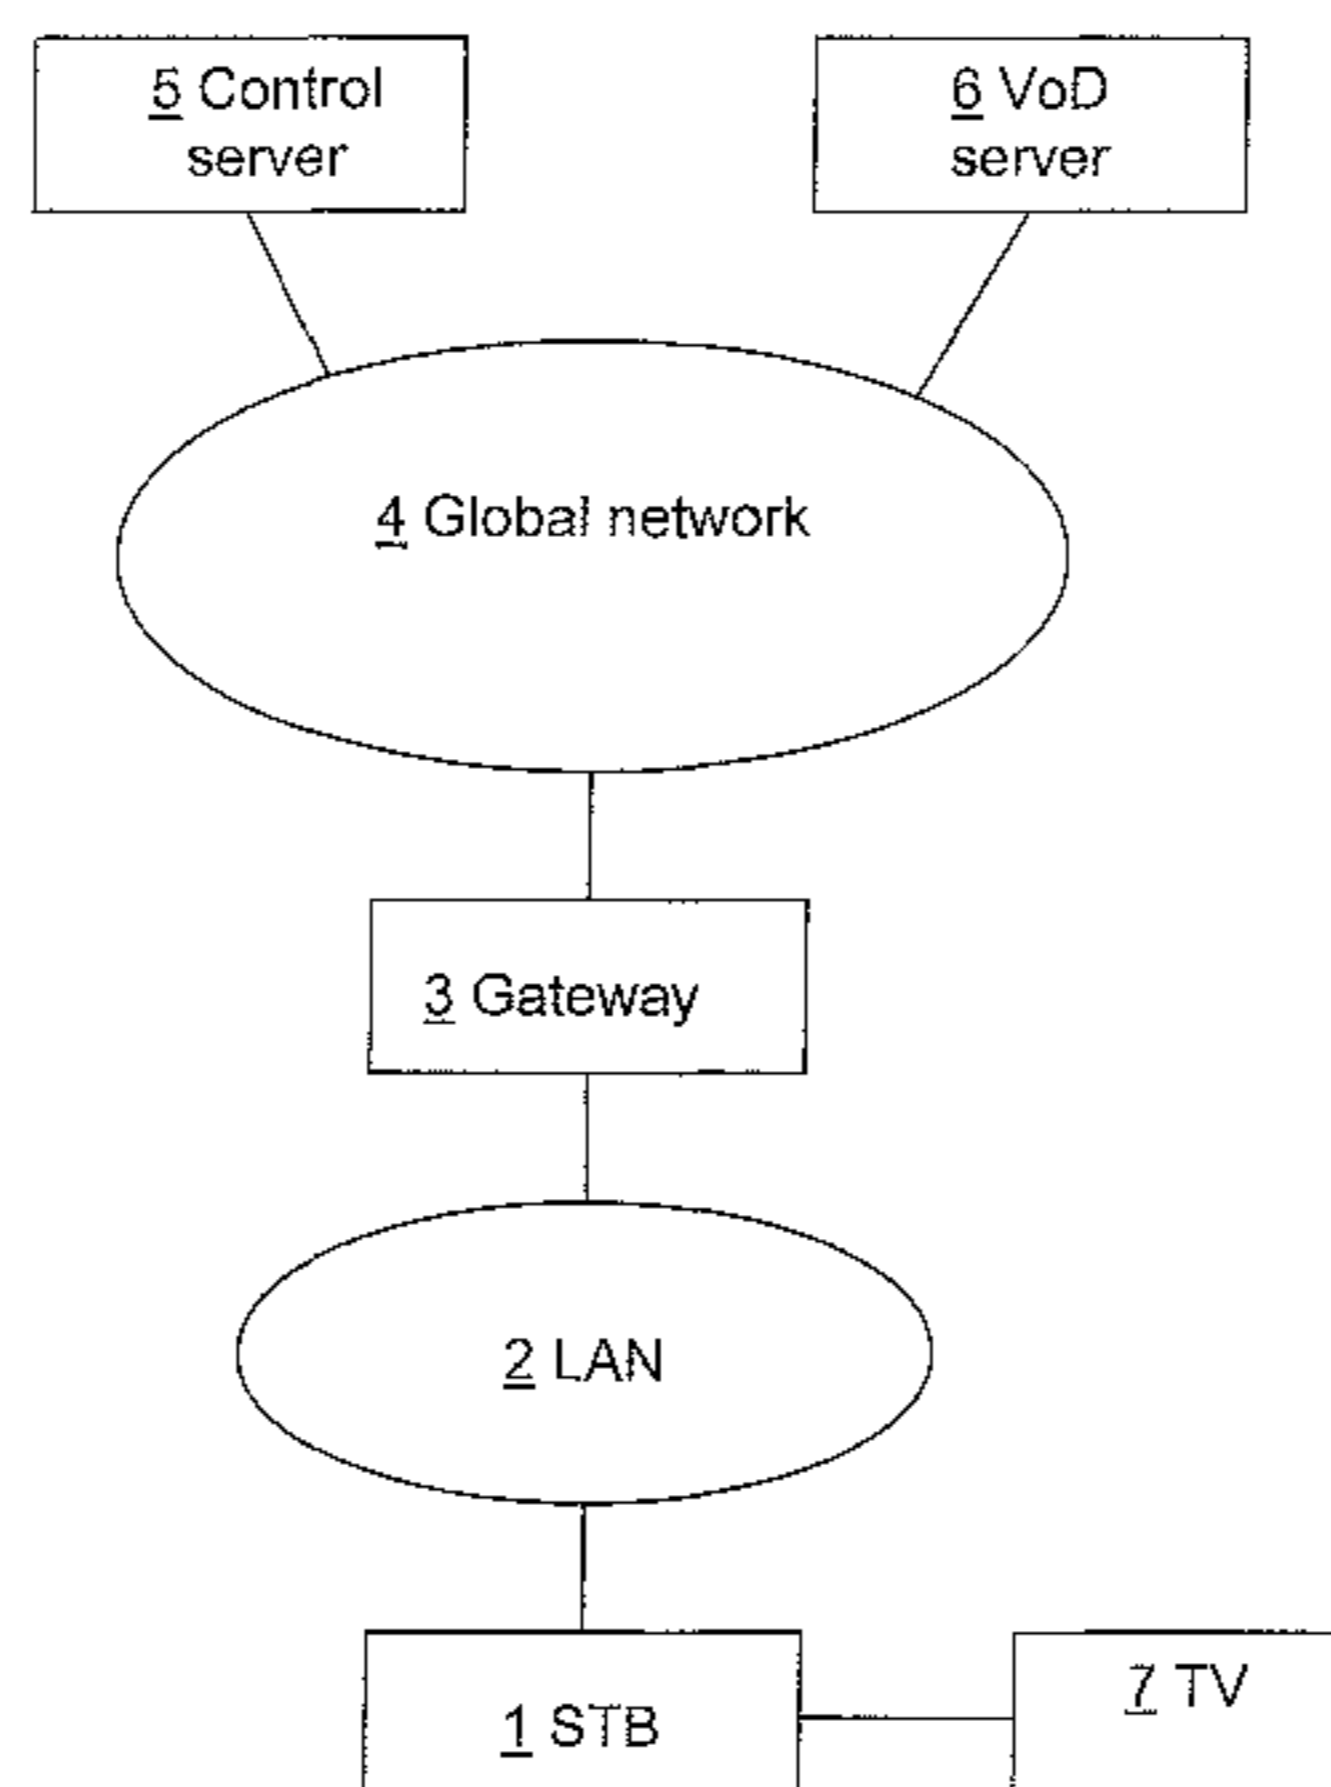 5 Control
server
6 VoD
server
4 Global network
3 Gateway
2 LAN
1 STB
7 TV